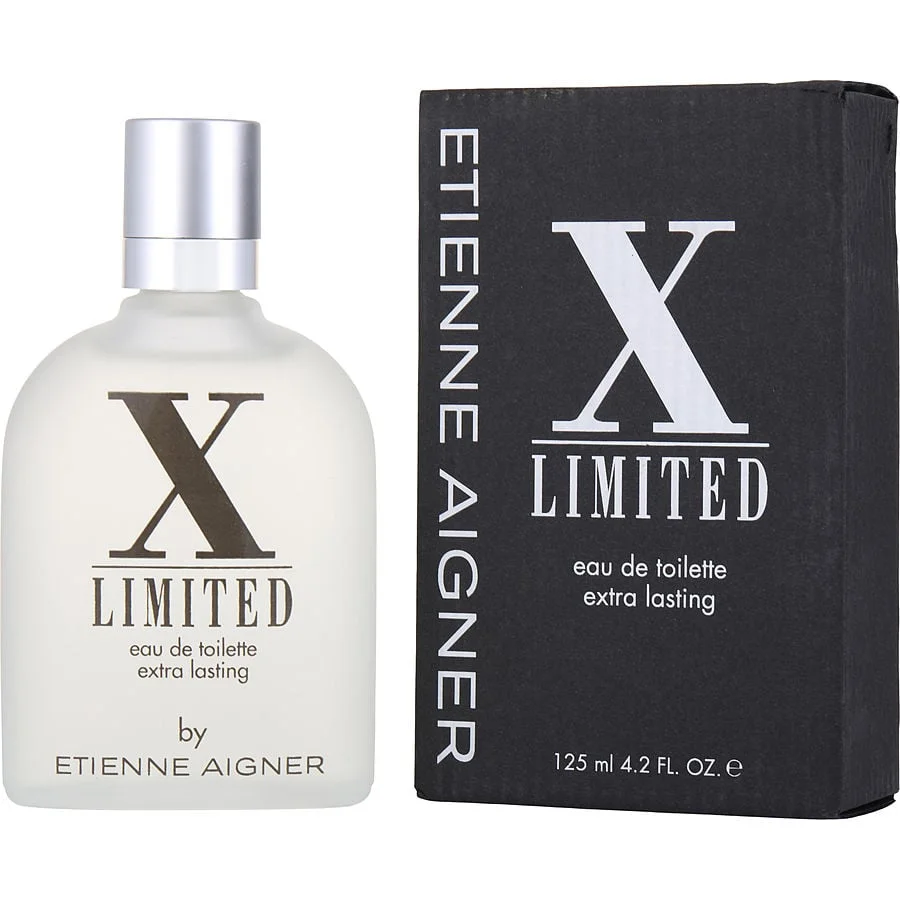 X
LIMITED
eau de toilette
extra lasting
by
ETIENNE AIGNER
ETIENNE AIGNER
X
LIMITED
eau de toilette
extra lasting
125 ml 4.2 FL. OZ. ℮